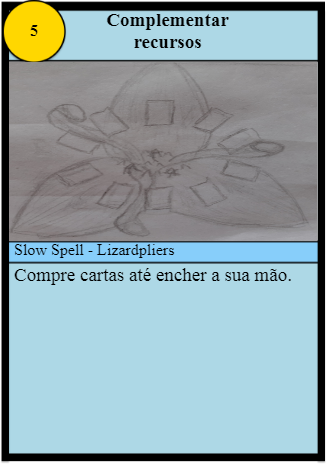 5
Complementar
recursos
Slow Spell - Lizardpliers
Compre cartas até encher a sua mão.